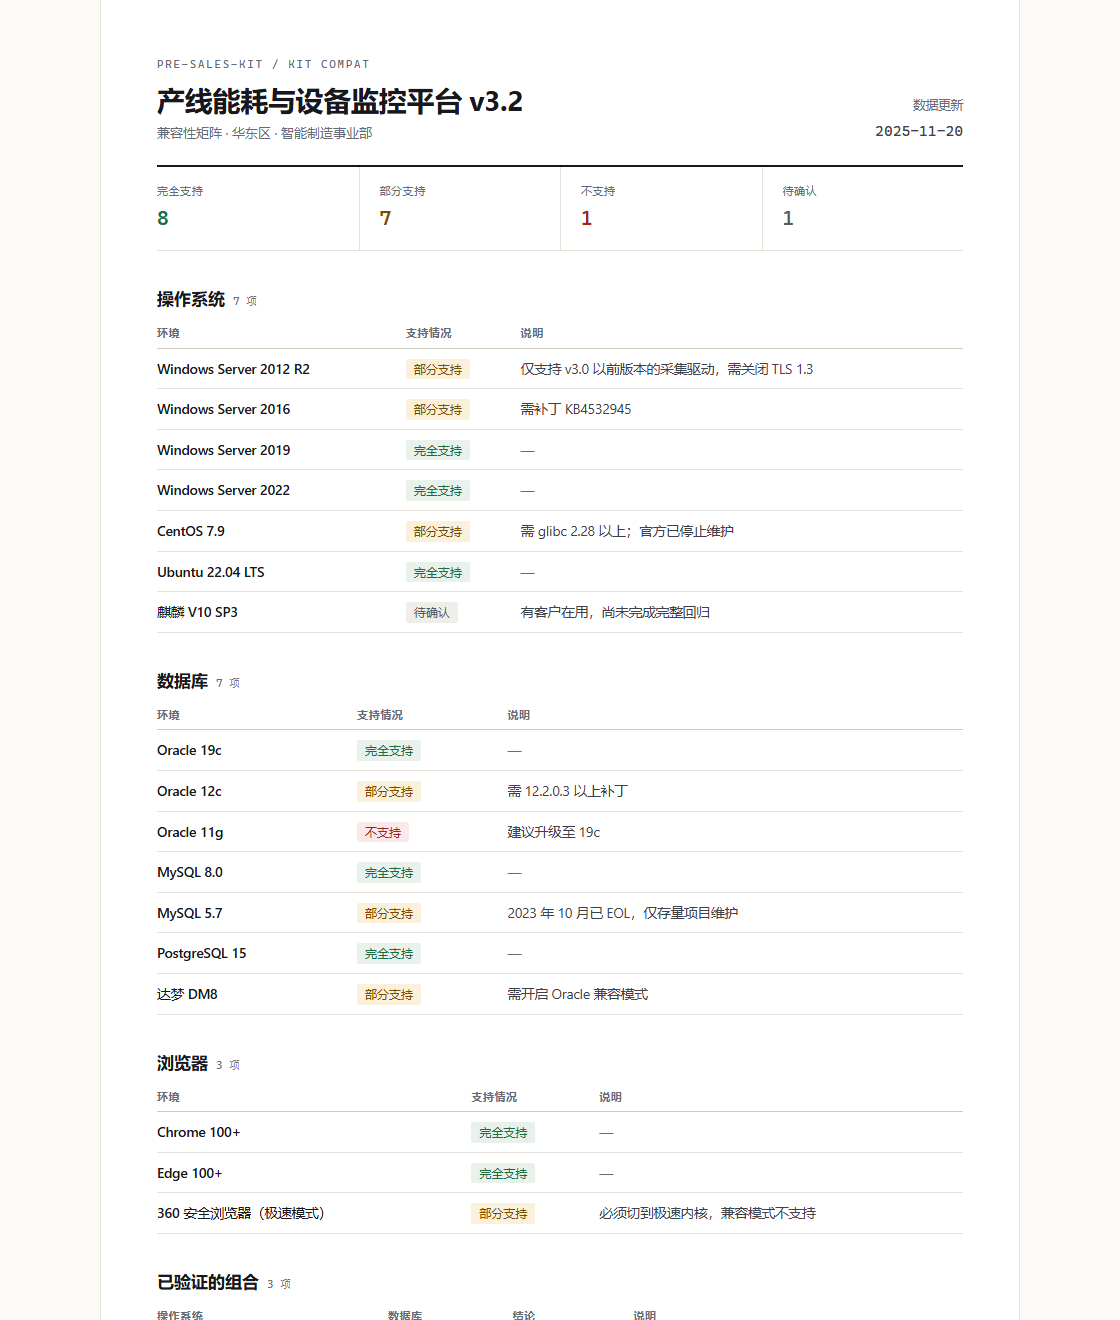 PRE-SALES-KIT / KIT COMPAT
产线能耗与设备监控平台 v3.2
兼容性矩阵 · 华东区 · 智能制造事业部
数据更新
2025-11-20
完全支持
8
部分支持
7
不支持
1
待确认
1
操作系统 7 项
环境 支持情况 说明
Windows Server 2012 R2 部分支持 仅支持 v3.0 以前版本的采集驱动，需关闭 TLS 1.3
Windows Server 2016 部分支持 需补丁 KB4532945
Windows Server 2019 完全支持 —
Windows Server 2022 完全支持 —
CentOS 7.9 部分支持 需 glibc 2.28 以上；官方已停止维护
Ubuntu 22.04 LTS 完全支持 —
麒麟 V10 SP3 待确认 有客户在用，尚未完成完整回归
数据库 7 项
环境 支持情况 说明
Oracle 19c 完全支持 —
Oracle 12c 部分支持 需 12.2.0.3 以上补丁
Oracle 11g 不支持 建议升级至 19c
MySQL 8.0 完全支持 —
MySQL 5.7 部分支持 2023 年 10 月已 EOL，仅存量项目维护
PostgreSQL 15 完全支持 —
达梦 DM8 部分支持 需开启 Oracle 兼容模式
浏览器 3 项
环境 支持情况 说明
Chrome 100+ 完全支持 —
Edge 100+ 完全支持 —
360 安全浏览器（极速模式） 部分支持 必须切到极速内核，兼容模式不支持
已验证的组合 3 项
操作系统 数据库 结论 说明